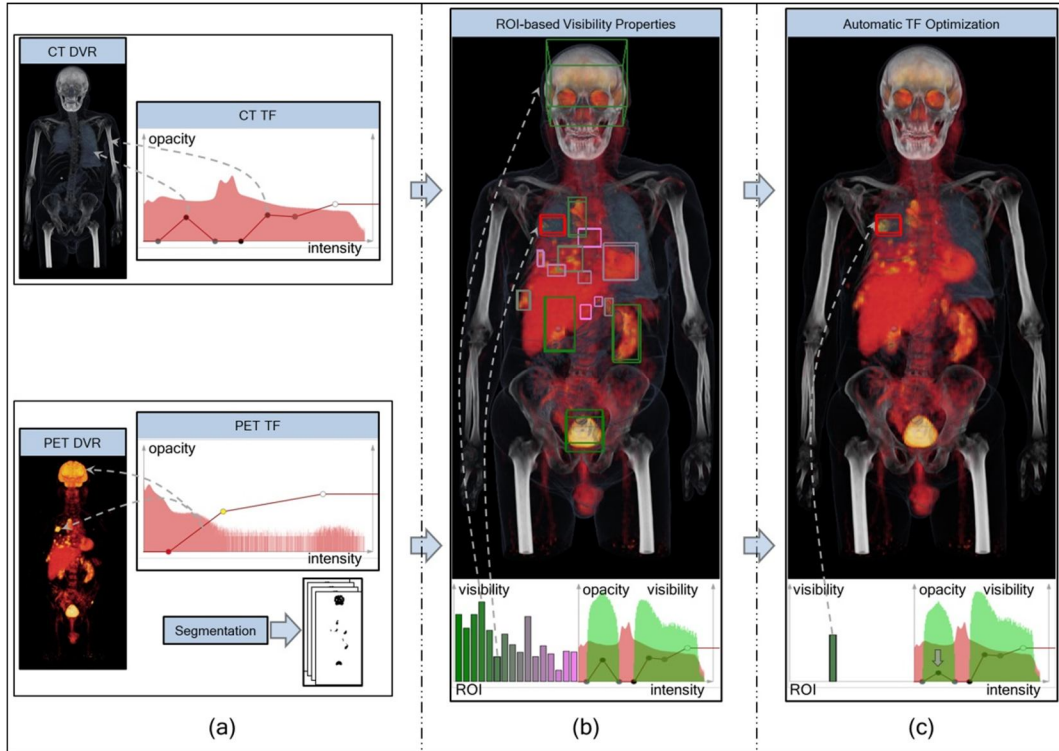 CT DVR
CT TF
opacity
intensity
PET DVR
PET TF
opacity
intensity
Segmentation
(a)
ROI-based Visibility Properties
visibility
opacity
visibility
ROI
intensity
(b)
Automatic TF Optimization
visibility
opacity
visibility
ROI
intensity
(c)